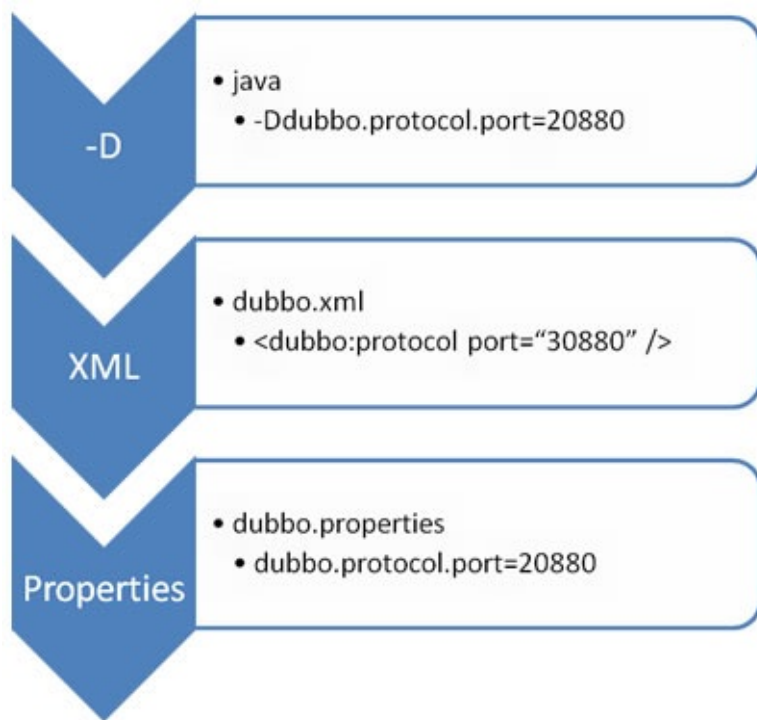 -D
• java
• -Ddubbo.protocol.port=20880
XML
• dubbo.xml
• <dubbo:protocol port=“30880” />
Properties
• dubbo.properties
• dubbo.protocol.port=20880